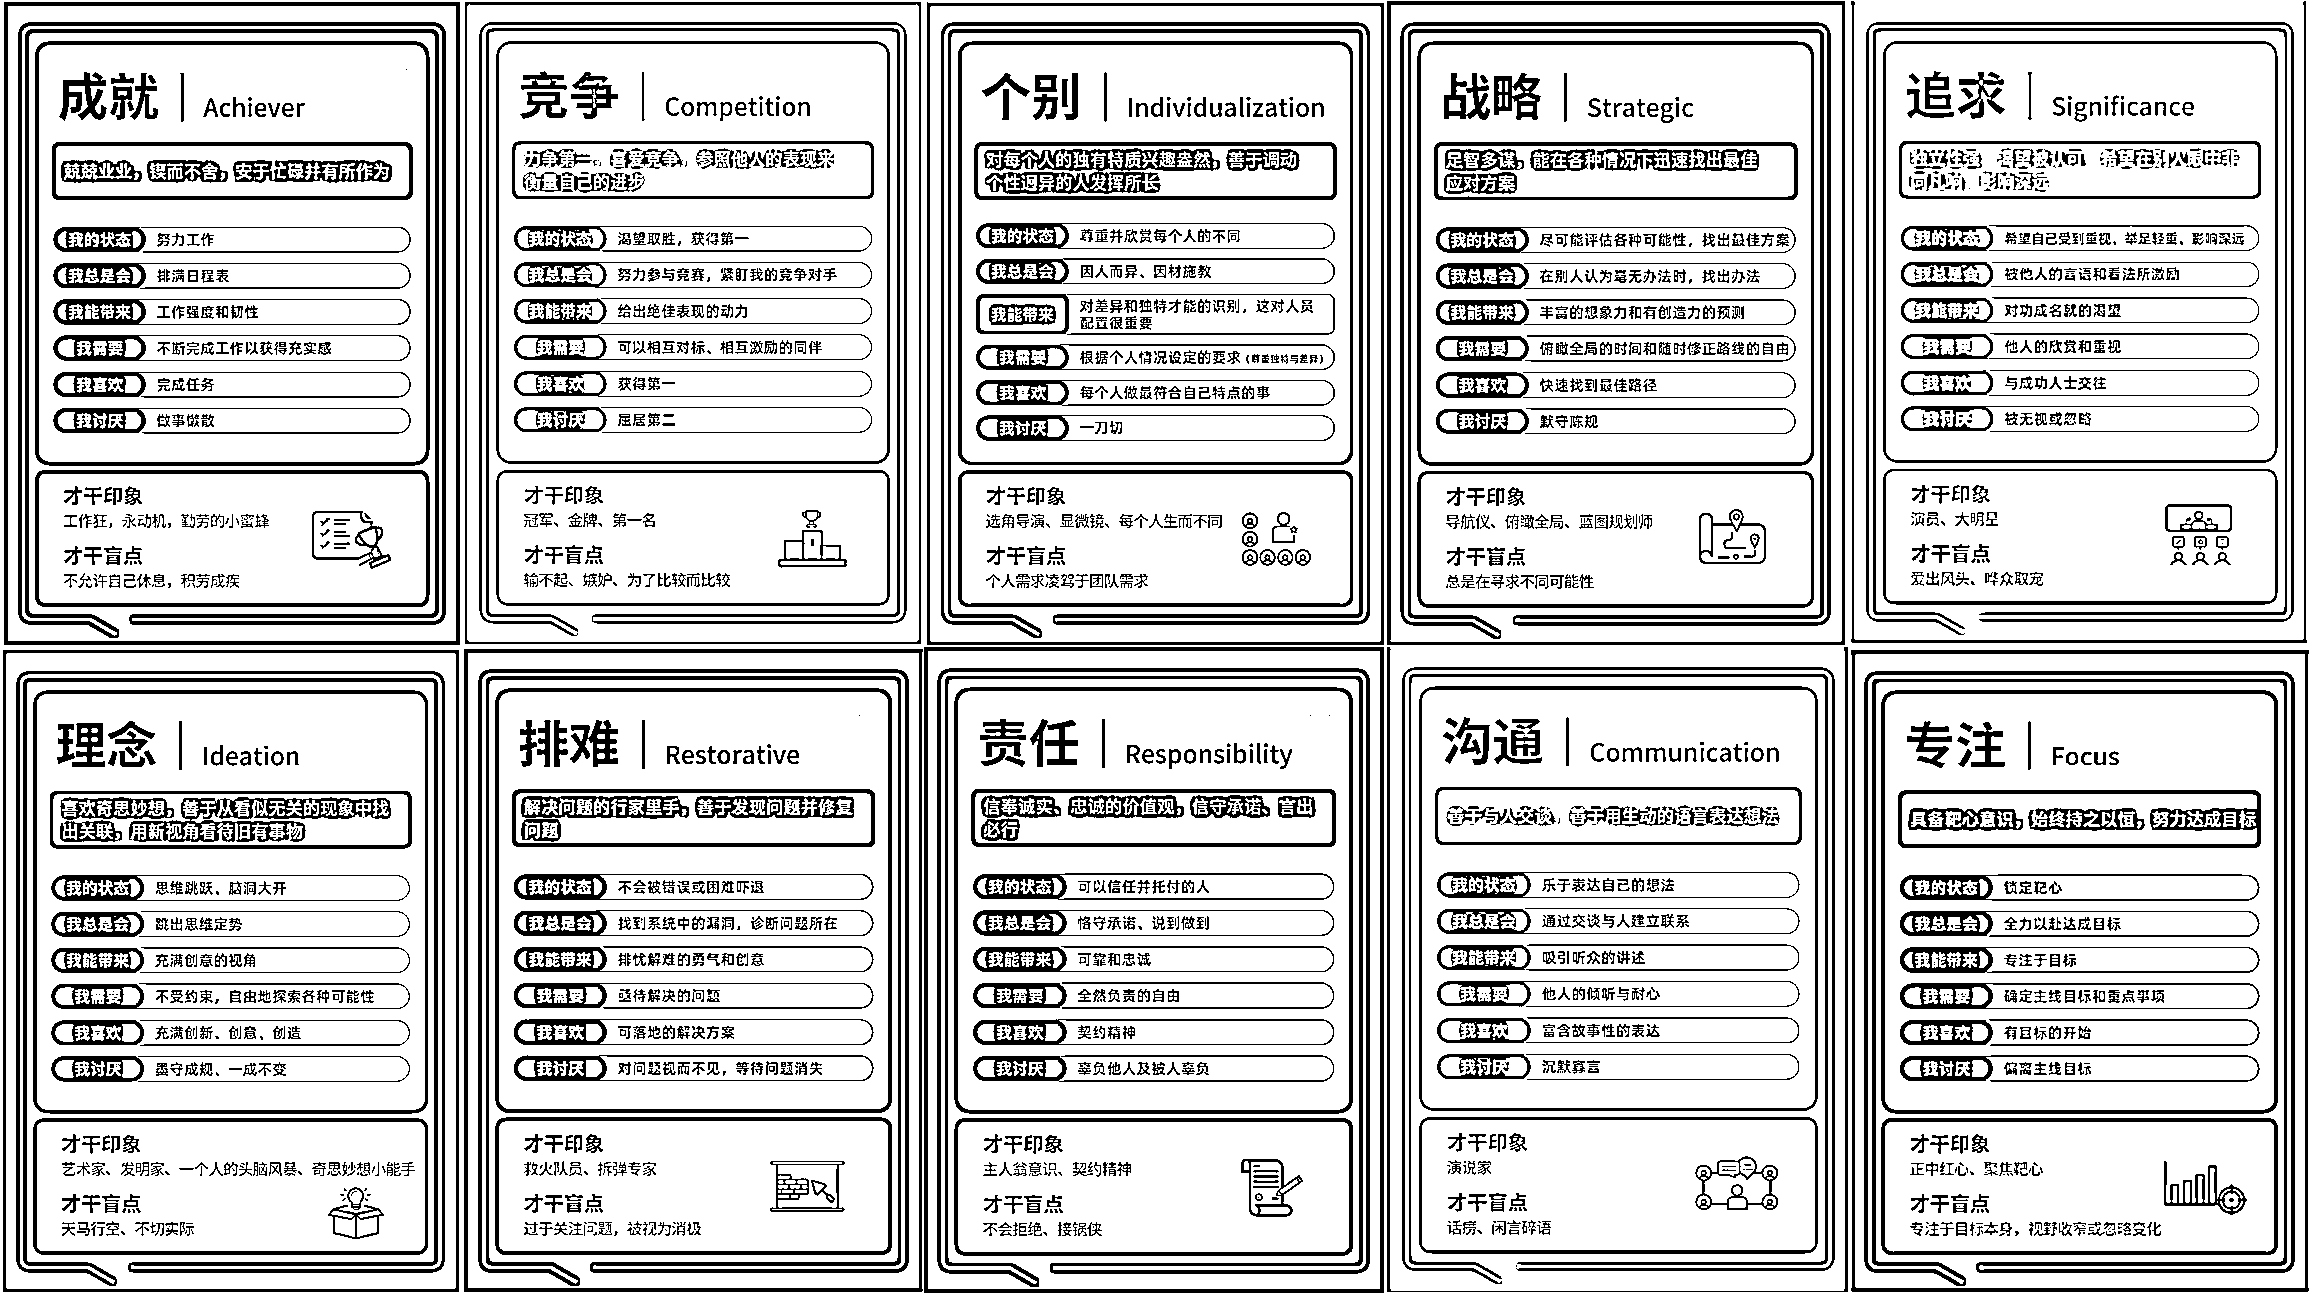 成就 Achiever
兢兢业业，锲而不舍，安于忙碌并有所作为
我的状态 努力工作
我总是会 排满日程表
我能带来 工作强度和韧性
我需要 不断完成工作以获得充实感
我喜欢 完成任务
我讨厌 做事懒散
才干印象
工作狂，永动机，勤劳的小蜜蜂
才干盲点
不允许自己休息，积劳成疾
竞争 Competition
力争第一，喜爱竞争，参照他人的表现来
衡量自己的进步
我的状态 渴望取胜，获得第一
我总是会 努力参与竞赛，紧盯我的竞争对手
我能带来 给出绝佳表现的动力
我需要 可以相互对标、相互激励的同伴
我喜欢 获得第一
我讨厌 屈居第二
才干印象
冠军、金牌、第一名
才干盲点
输不起、嫉妒、为了比较而比较
个别 Individualization
对每个人的独有特质兴趣盎然，善于调动
个性迥异的人发挥所长
我的状态 尊重并欣赏每个人的不同
我总是会 因人而异、因材施教
我能带来 对差异和独特才能的识别，这对人员
配置很重要
我需要 根据个人情况设定的要求（尊重独特与差异）
我喜欢 每个人做最符合自己特点的事
我讨厌 一刀切
才干印象
选角导演、显微镜、每个人生而不同
才干盲点
个人需求凌驾于团队需求
战略 Strategic
足智多谋，能在各种情况下迅速找出最佳
应对方案
我的状态 尽可能评估各种可能性，找出最佳方案
我总是会 在别人认为毫无办法时，找出办法
我能带来 丰富的想象力和有创造力的预测
我需要 俯瞰全局的时间和随时修正路线的自由
我喜欢 快速找到最佳路径
我讨厌 默守陈规
才干印象
导航仪、俯瞰全局、蓝图规划师
才干盲点
总是在寻求不同可能性
追求 Significance
独立性强，渴望被认可，希望在别人眼中非
同凡响，影响深远
我的状态 希望自己受到重视、举足轻重、影响深远
我总是会 被他人的言语和看法所激励
我能带来 对功成名就的渴望
我需要 他人的欣赏和重视
我喜欢 与成功人士交往
我讨厌 被无视或忽略
才干印象
演员、大明星
才干盲点
爱出风头、哗众取宠
理念 Ideation
喜欢奇思妙想，善于从看似无关的现象中找
出关联，用新视角看待旧有事物
我的状态 思维跳跃、脑洞大开
我总是会 跳出思维定势
我能带来 充满创意的视角
我需要 不受约束，自由地探索各种可能性
我喜欢 充满创新、创意、创造
我讨厌 墨守成规、一成不变
才干印象
艺术家、发明家、一个人的头脑风暴、奇思妙想小能手
才干盲点
天马行空、不切实际
排难 Restorative
解决问题的行家里手，善于发现问题并修复
问题
我的状态 不会被错误或困难吓退
我总是会 找到系统中的漏洞，诊断问题所在
我能带来 排忧解难的勇气和创意
我需要 亟待解决的问题
我喜欢 可落地的解决方案
我讨厌 对问题视而不见，等待问题消失
才干印象
救火队员、拆弹专家
才干盲点
过于关注问题，被视为消极
责任 Responsibility
信奉诚实、忠诚的价值观，信守承诺、言出
必行
我的状态 可以信任并托付的人
我总是会 恪守承诺、说到做到
我能带来 可靠和忠诚
我需要 全然负责的自由
我喜欢 契约精神
我讨厌 辜负他人及被人辜负
才干印象
主人翁意识、契约精神
才干盲点
不会拒绝、接锅侠
沟通 Communication
善于与人交谈，善于用生动的语言表达想法
我的状态 乐于表达自己的想法
我总是会 通过交谈与人建立联系
我能带来 吸引听众的讲述
我需要 他人的倾听与耐心
我喜欢 富含故事性的表达
我讨厌 沉默寡言
才干印象
演说家
才干盲点
话痨、闲言碎语
专注 Focus
具备靶心意识，始终持之以恒，努力达成目标
我的状态 锁定靶心
我总是会 全力以赴达成目标
我能带来 专注于目标
我需要 确定主线目标和重点事项
我喜欢 有目标的开始
我讨厌 偏离主线目标
才干印象
正中红心、聚焦靶心
才干盲点
专注于目标本身，视野收窄或忽略变化